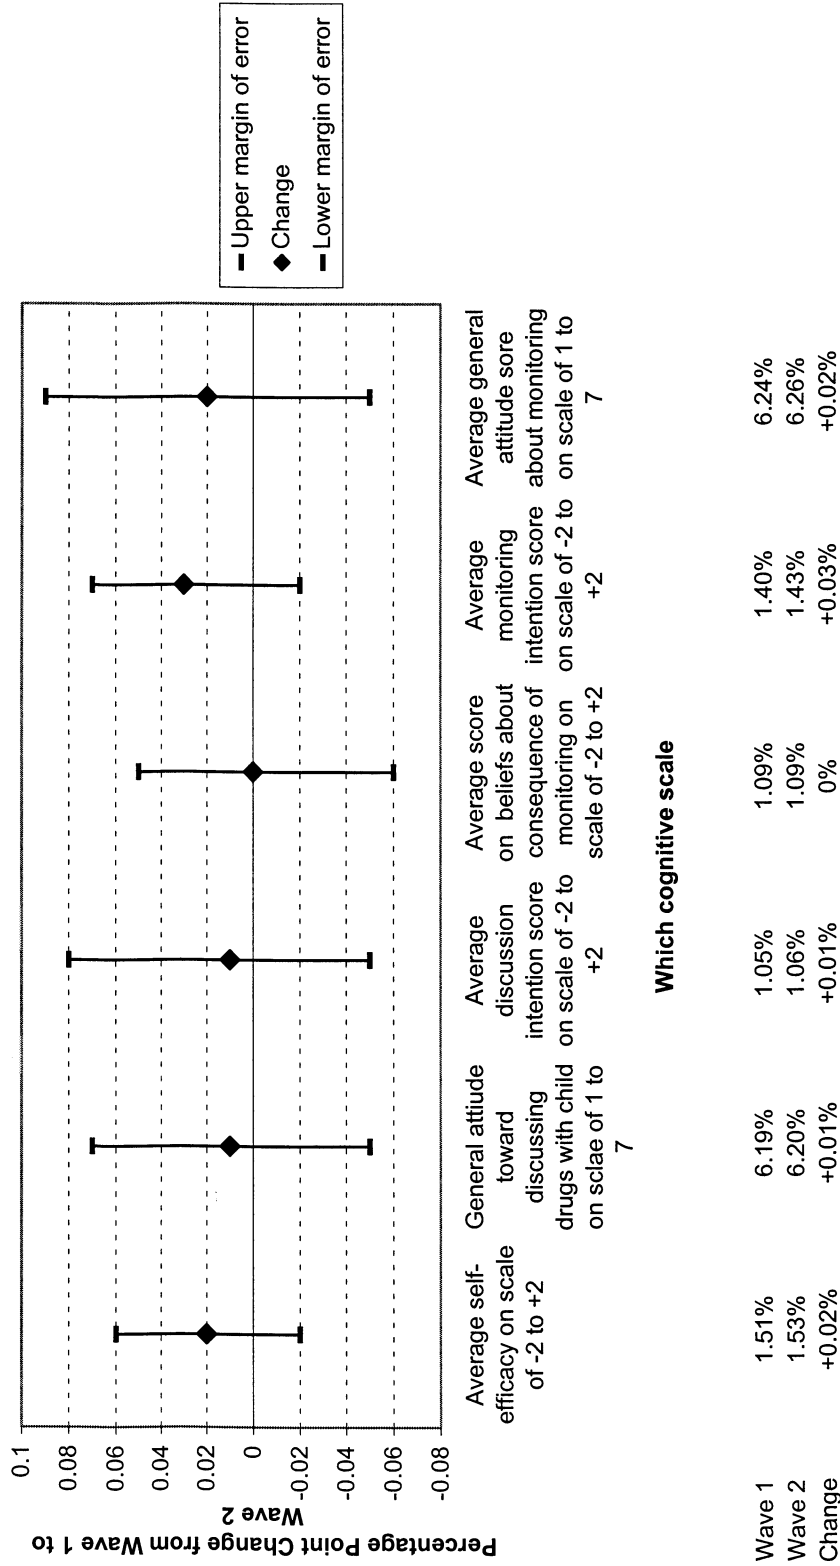 Percentage Point Change from Wave 1 to
Wave 2
0.1
0.08
0.06
0.04
0.02
0
-0.02
-0.04
-0.06
-0.08
Upper margin of error
Change
Lower margin of error
Average self-
efficacy on scale
of -2 to +2
General attiude
toward
discussing
drugs with child
on sclae of 1 to
7
Average
discussion
intention score
on scale of -2 to
+2
Average score
on beliefs about
consequence of
monitoring on
scale of -2 to +2
Average
monitoring
intention score
on scale of -2 to
+2
Average general
attitude sore
about monitoring
on scale of 1 to
7
Which cognitive scale
Wave 1 1.51% 6.19% 1.05% 1.09% 1.40% 6.24%
Wave 2 1.53% 6.20% 1.06% 1.09% 1.43% 6.26%
Change +0.02% +0.01% +0.01% 0% +0.03% +0.02%